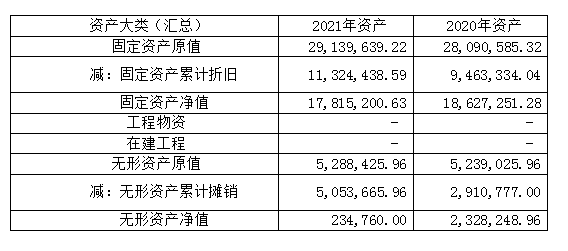 资产大类（汇总） 2021年资产 2020年资产
固定资产原值 29,139,639.22 28,090,585.32
减：固定资产累计折旧 11,324,438.59 9,463,334.04
固定资产净值 17,815,200.63 18,627,251.28
工程物资 - -
在建工程 - -
无形资产原值 5,288,425.96 5,239,025.96
减：无形资产累计摊销 5,053,665.96 2,910,777.00
无形资产净值 234,760.00 2,328,248.96